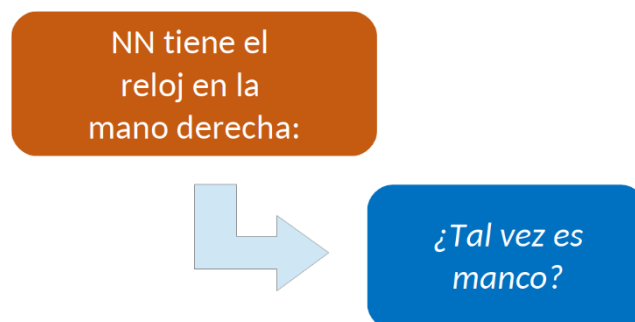 NN tiene el
reloj en la
mano derecha:
¿Tal vez es
manco?